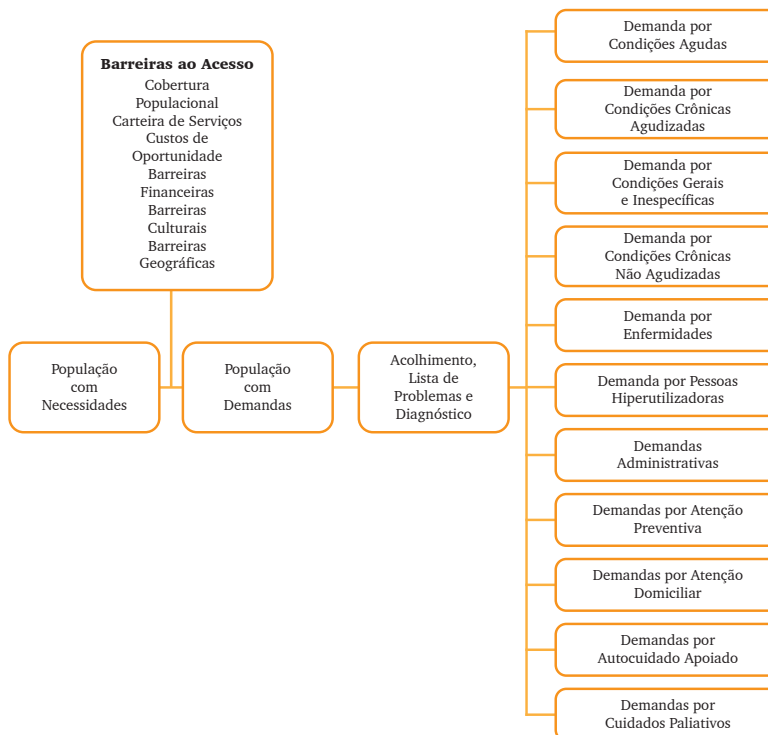 Barreiras ao Acesso
Cobertura
Populacional
Carteira de Serviços
Custos de
Oportunidade
Barreiras
Financeiras
Barreiras
Culturais
Barreiras
Geográficas
População
com
Necessidades
População
com
Demandas
Acolhimento,
Lista de
Problemas e
Diagnóstico
Demanda por
Condições Agudas
Demanda por
Condições Crônicas
Agudizadas
Demanda por
Condições Gerais
e Inespecíficas
Demanda por
Condições Crônicas
Não Agudizadas
Demanda por
Enfermidades
Demanda por Pessoas
Hiperutilizadoras
Demandas
Administrativas
Demandas por Atenção
Preventiva
Demandas por Atenção
Domiciliar
Demandas por
Autocuidado Apoiado
Demandas por
Cuidados Paliativos